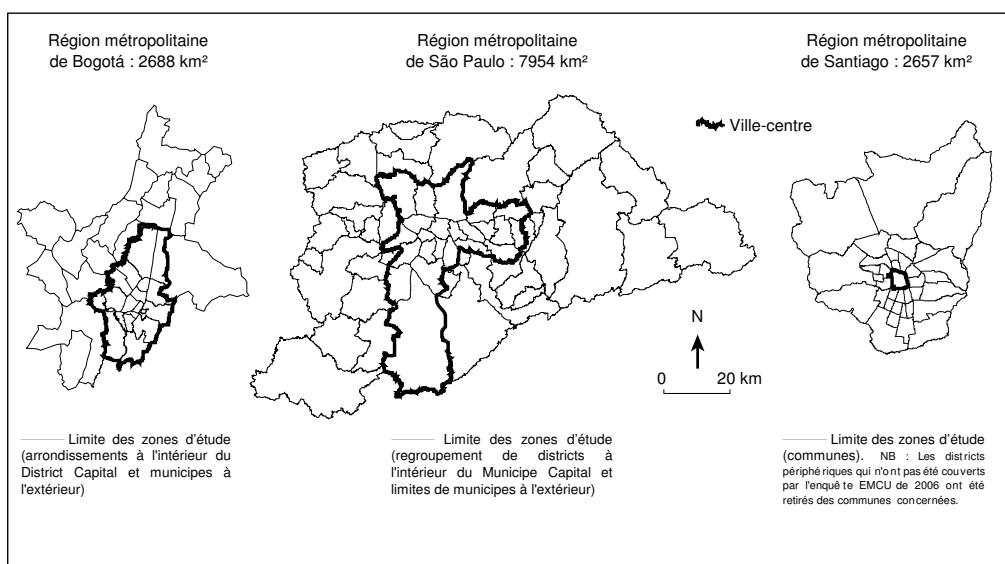 Région métropolitaine
de Bogotá : 2688 km²
Région métropolitaine
de São Paulo : 7954 km²
Région métropolitaine
de Santiago : 2657 km²
Ville-centre
N
0 20 km
Limite des zones d'étude
(arrondissements à l'intérieur du
District Capital et municipes à
l'extérieur)
Limite des zones d'étude
(regroupement de districts à
l'intérieur du Municipe Capital et
limites de municipes à l'extérieur)
Limite des zones d'étude
(communes). NB : Les districts
périphériques qui n'ont pas été couverts
par l'enquête EMCU de 2006 ont été
retirés des communes concernées.